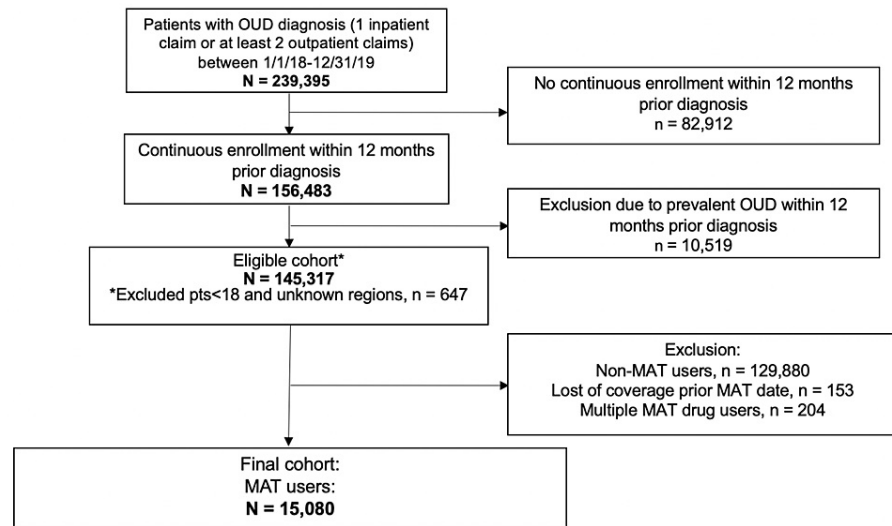 Patients with OUD diagnosis (1 inpatient
claim or at least 2 outpatient claims)
between 1/1/18-12/31/19
N = 239,395
No continuous enrollment within 12 months
prior diagnosis
n = 82,912
Continuous enrollment within 12 months
prior diagnosis
N = 156,483
Exclusion due to prevalent OUD within 12
months prior diagnosis
n = 10,519
Eligible cohort*
N = 145,317
*Excluded pts<18 and unknown regions, n = 647
Exclusion:
Non-MAT users, n = 129,880
Lost of coverage prior MAT date, n = 153
Multiple MAT drug users, n = 204
Final cohort:
MAT users:
N = 15,080